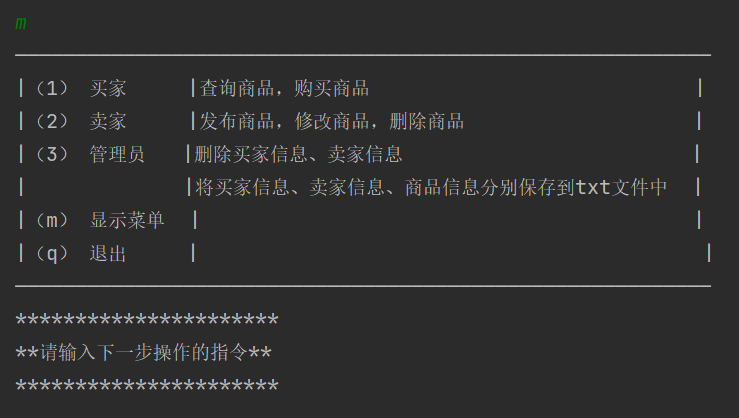 m
————————————————————————————————————
|（1） 买家 |查询商品，购买商品 |
|（2） 卖家 |发布商品，修改商品，删除商品 |
|（3） 管理员 |删除买家信息、卖家信息 |
| |将买家信息、卖家信息、商品信息分别保存到txt文件中 |
|（m） 显示菜单 | |
|（q） 退出 | |
————————————————————————————————————
**********************
**请输入下一步操作的指令**
**********************